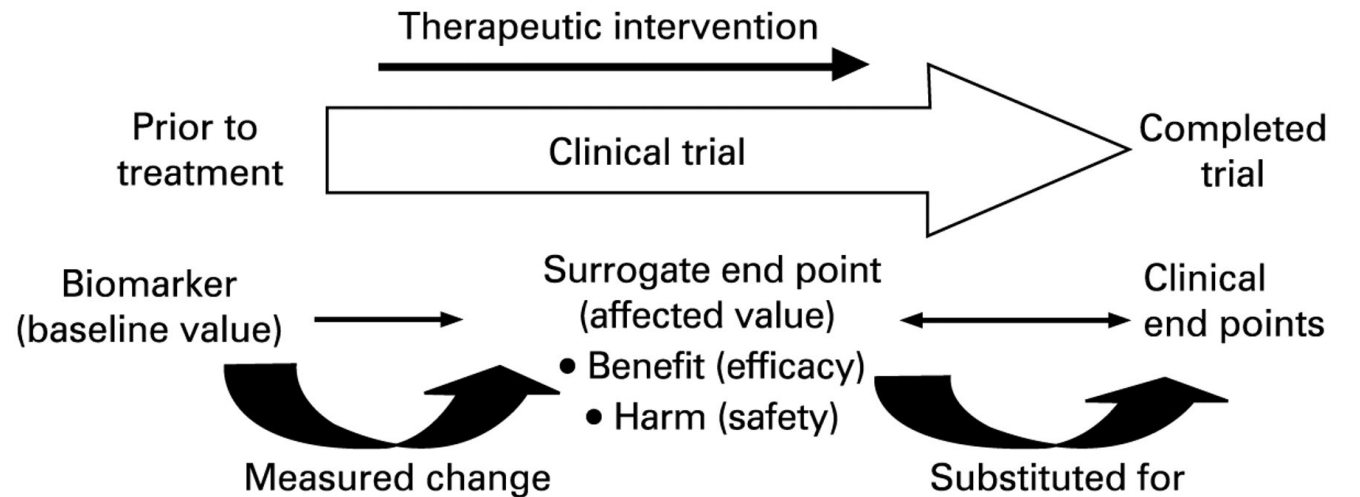 Therapeutic intervention
Prior to
treatment
Clinical trial
Completed
trial
Biomarker
(baseline value)
Surrogate end point
(affected value)
• Benefit (efficacy)
• Harm (safety)
Clinical
end points
Measured change
Substituted for